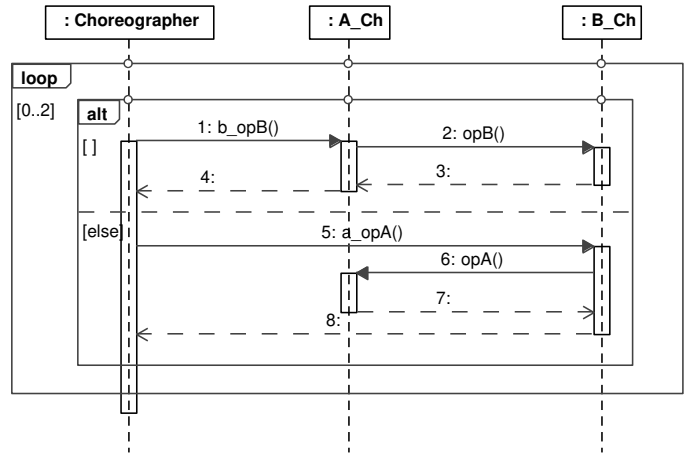 : Choreographer
: A_Ch
: B_Ch
loop
[0..2]
alt
1: b_opB()
2: opB()
[ ]
3:
4:
[else]
5: a_opA()
6: opA()
7:
8: